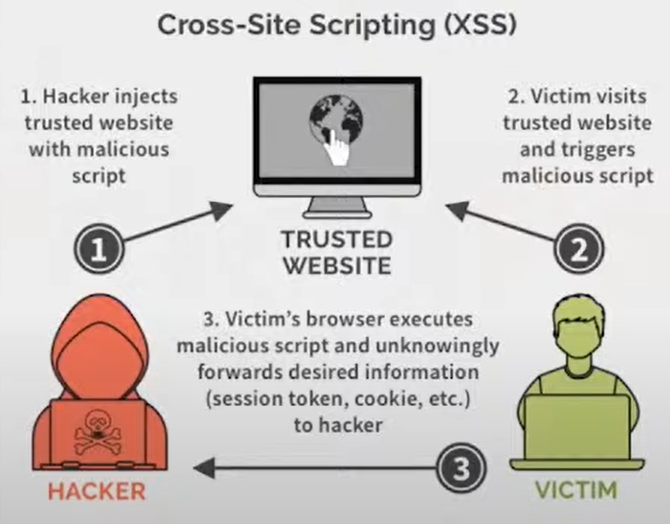 Cross-Site Scripting (XSS)
1. Hacker injects
trusted website
with malicious
script
2. Victim visits
trusted website
and triggers
malicious script
1
2
TRUSTED
WEBSITE
3. Victim's browser executes
malicious script and unknowingly
forwards desired information
(session token, cookie, etc.)
to hacker
3
HACKER
VICTIM